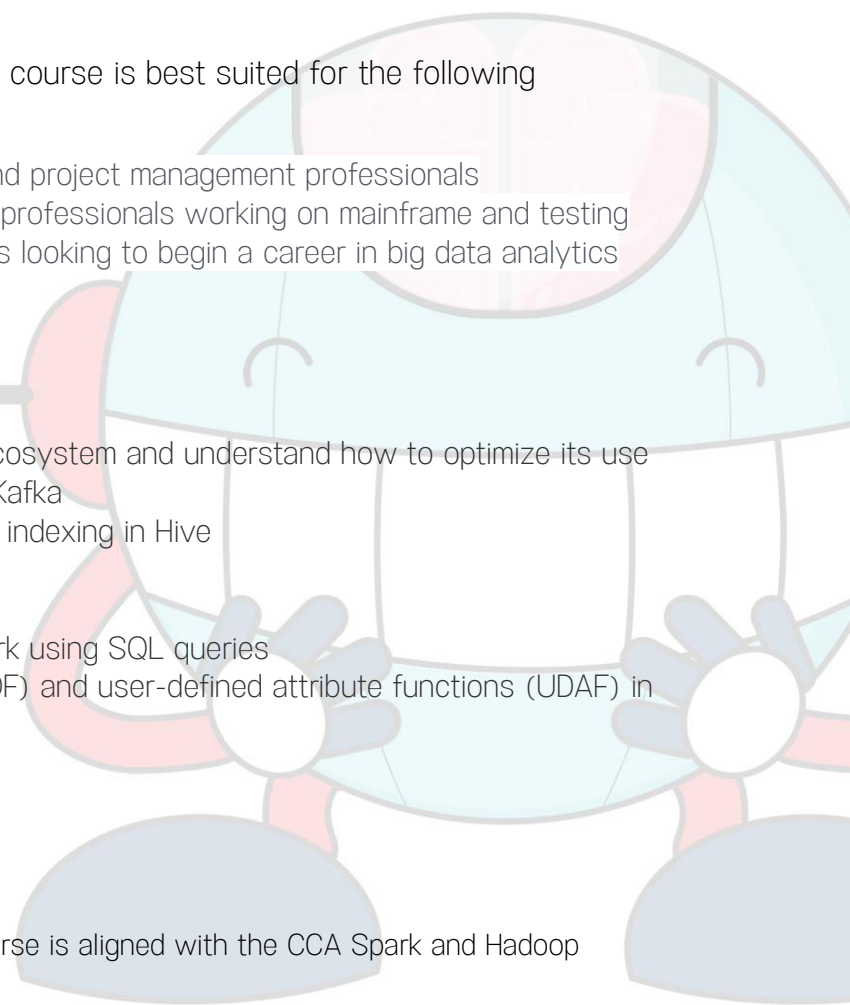 course is best suited for the following
nd project management professionals
professionals working on mainframe and testing
s looking to begin a career in big data analytics
cosystem and understand how to optimize its use
Kafka
indexing in Hive
rk using SQL queries
DF) and user-defined attribute functions (UDAF) in
rse is aligned with the CCA Spark and Hadoop